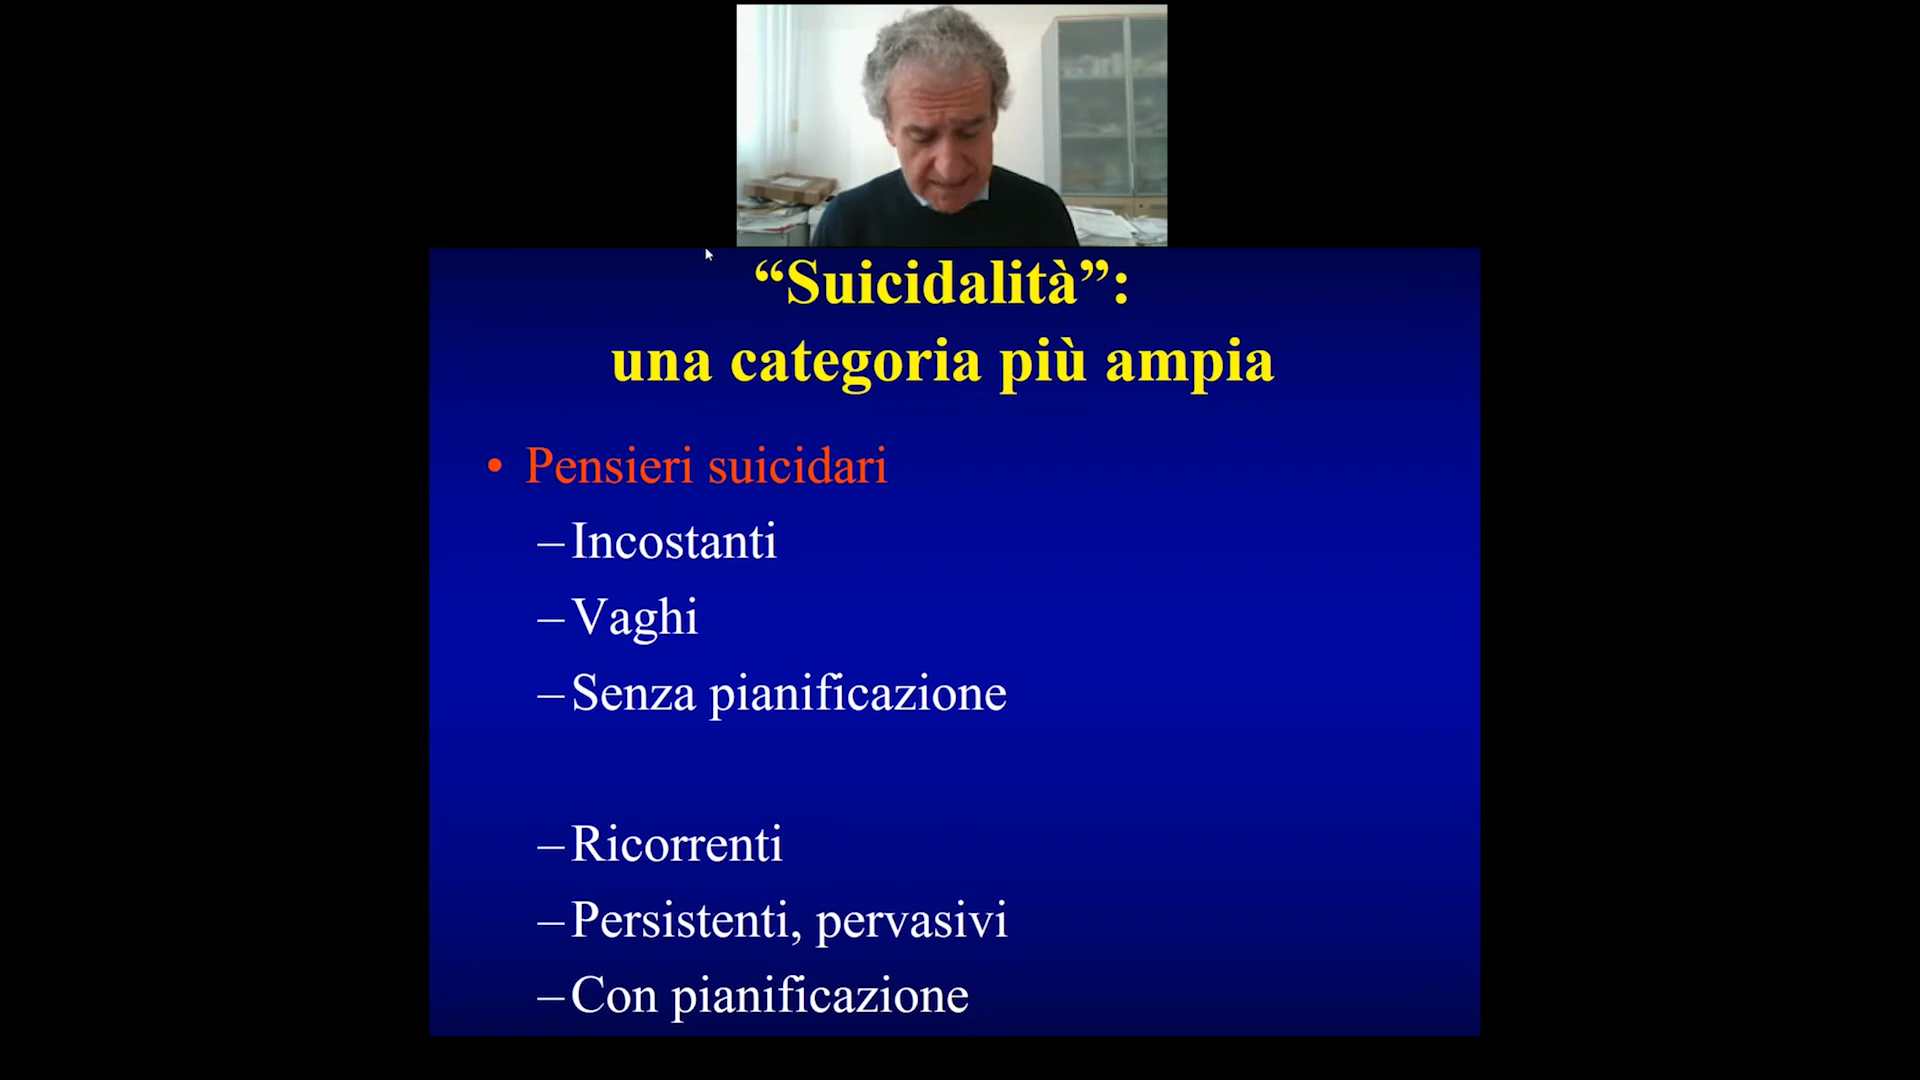 “Suicidalità”:
una categoria più ampia
• Pensieri suicidari
– Incostanti
– Vaghi
– Senza pianificazione
– Ricorrenti
– Persistenti, pervasivi
– Con pianificazione